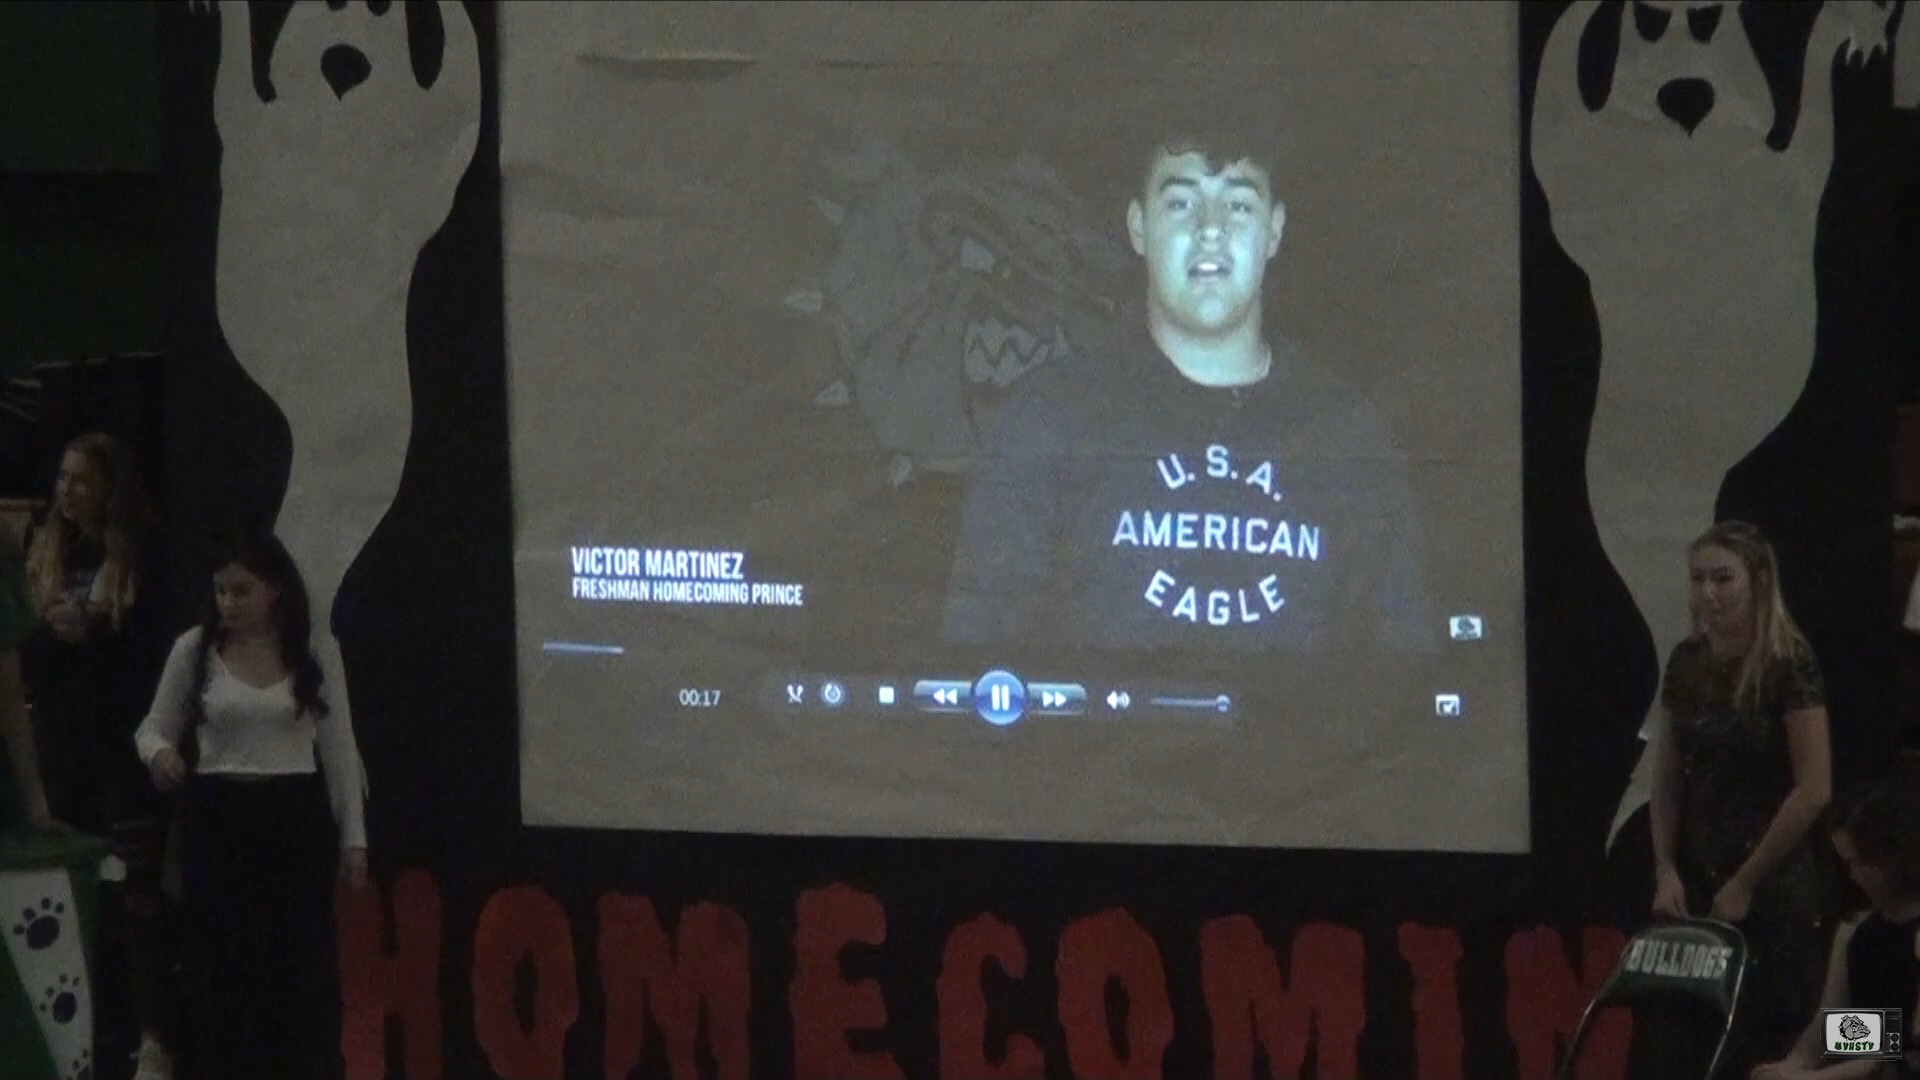 U.S.A.
AMERICAN
EAGLE
VICTOR MARTINEZ
FRESHMAN HOMECOMING PRINCE
00:17
HOMECOMIN
BULLDOGS